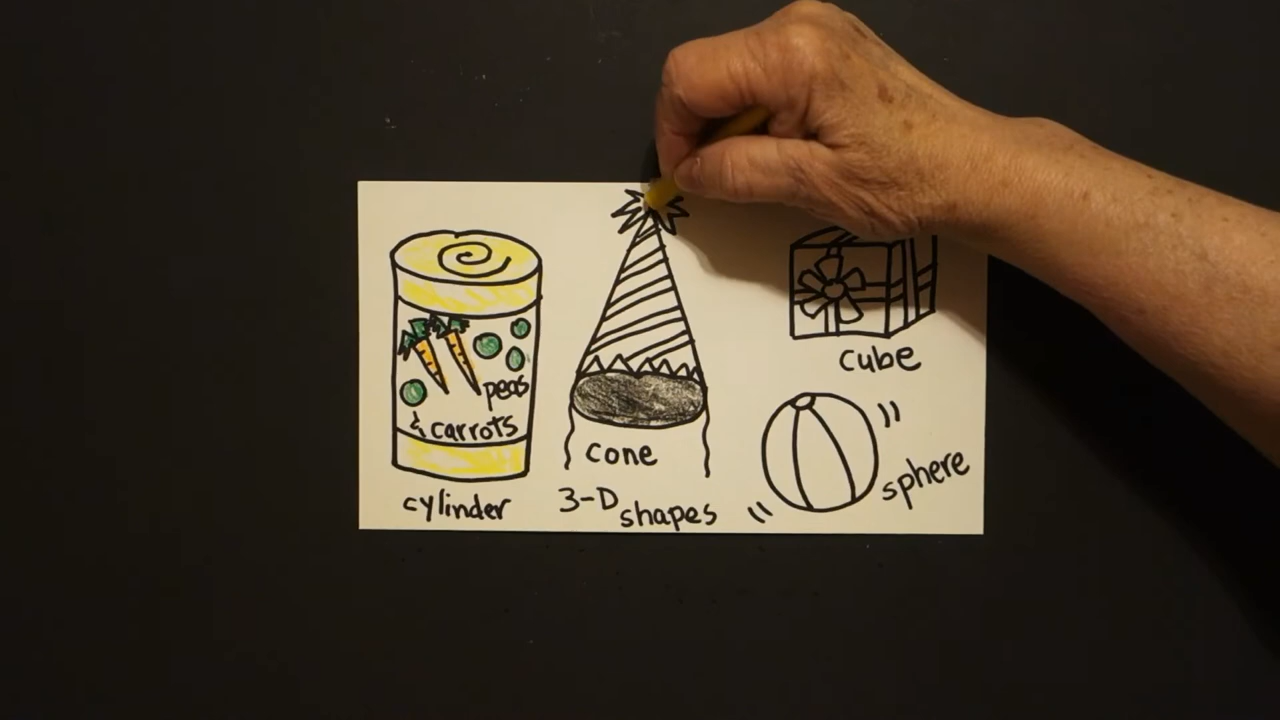 peas
& carrots
cylinder
cone
3-D shapes
cube
sphere